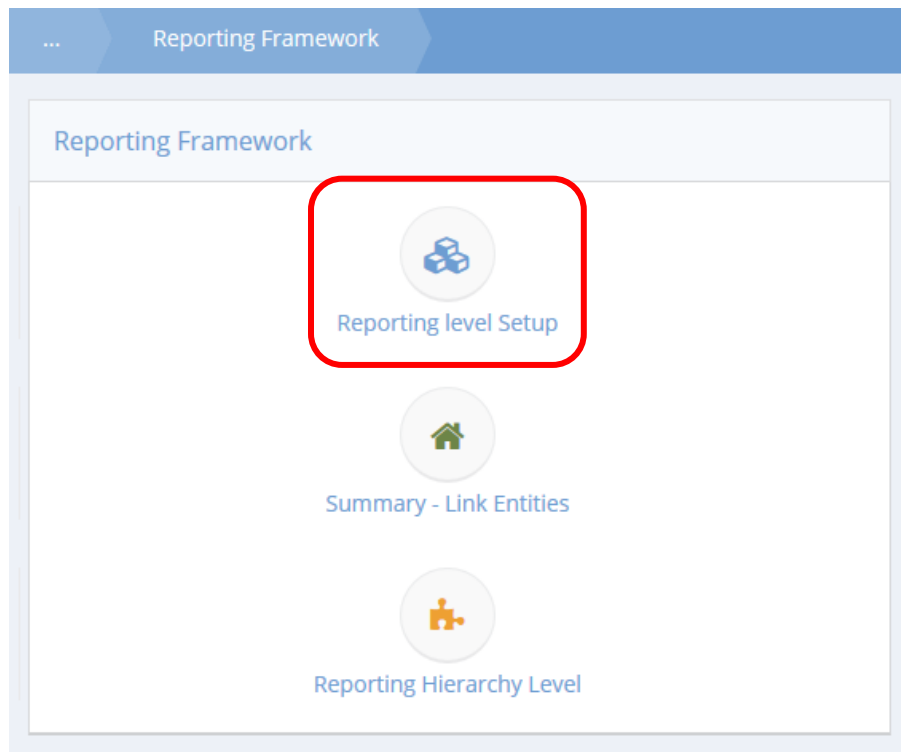 ... Reporting Framework
Reporting Framework
Reporting level Setup
Summary - Link Entities
Reporting Hierarchy Level